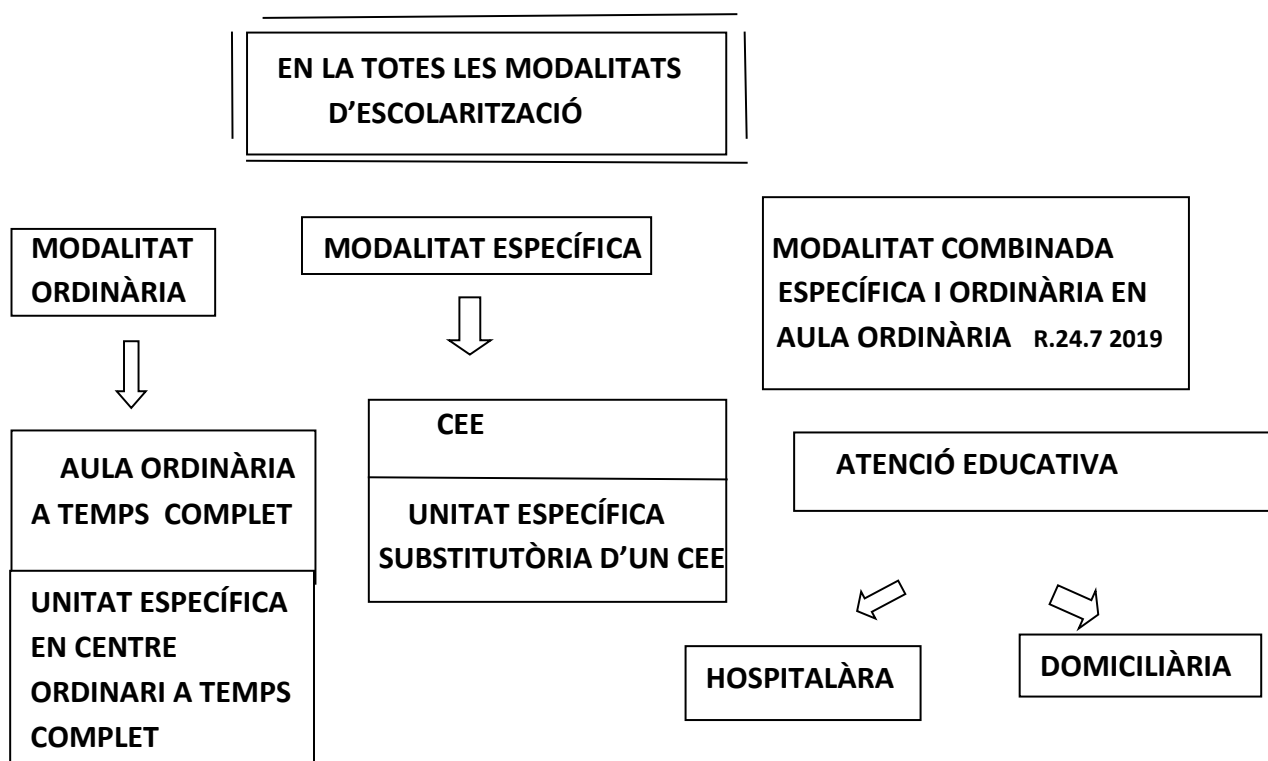 EN LA TOTES LES MODALITATS
D’ESCOLARITZACIÓ
MODALITAT
ORDINÀRIA
MODALITAT ESPECÍFICA
MODALITAT COMBINADA
ESPECÍFICA I ORDINÀRIA EN
AULA ORDINÀRIA R.24.7 2019
AULA ORDINÀRIA
A TEMPS COMPLET
UNITAT ESPECÍFICA
EN CENTRE
ORDINARI A TEMPS
COMPLET
CEE
UNITAT ESPECÍFICA
SUBSTITUTÒRIA D’UN CEE
ATENCIÓ EDUCATIVA
HOSPITALÀRA
DOMICILIÀRIA